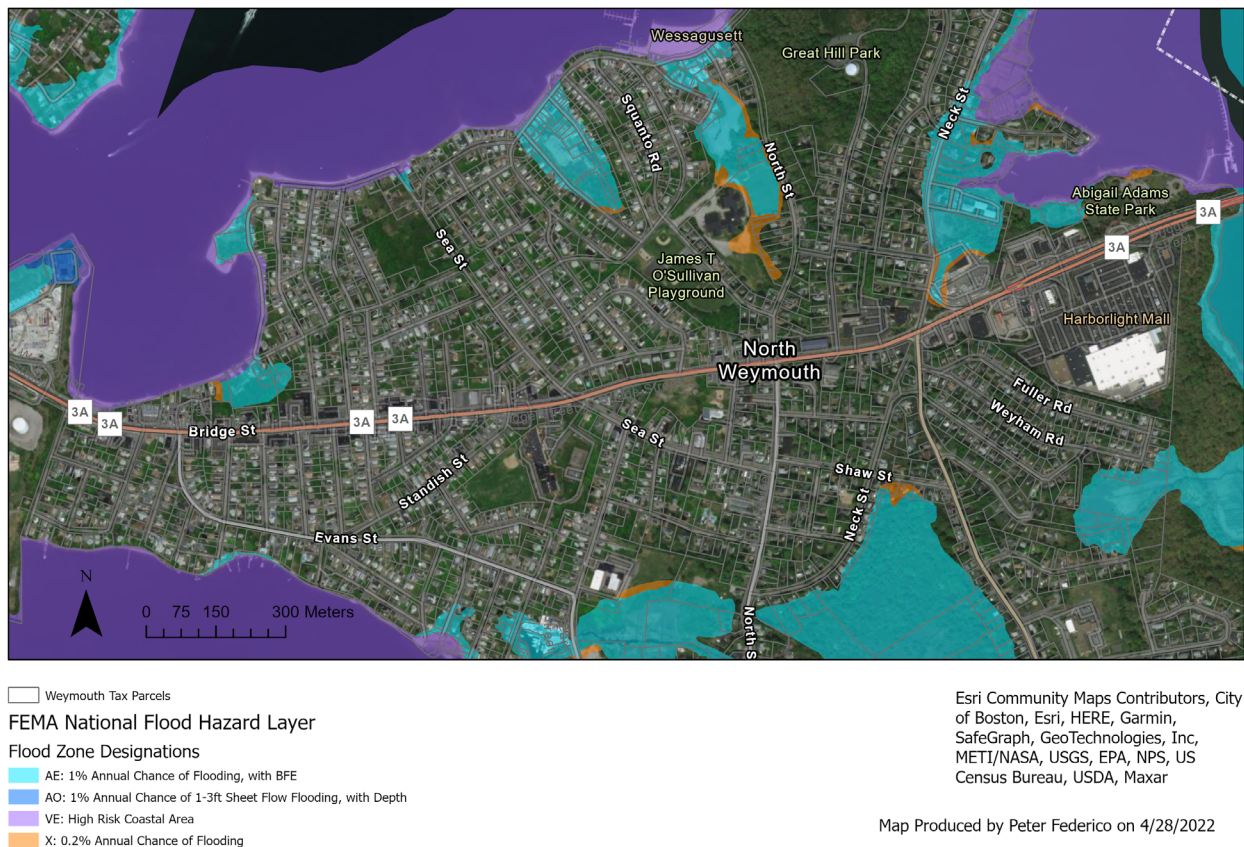 Wessagusett
Great Hill Park
Neck St
Squanto Rd
North St
Abigail Adams
State Park
3A
3A
Sea St
James T
O'Sullivan
Playground
Harborlight Mall
North
Weymouth
Fuller Rd
Weyham Rd
3A
3A
3A
3A
Bridge St
Sea St
Shaw St
Standish St
Neck St
Evans St
North S
N
0 75 150 300 Meters
Weymouth Tax Parcels
FEMA National Flood Hazard Layer
Flood Zone Designations
AE: 1% Annual Chance of Flooding, with BFE
AO: 1% Annual Chance of 1-3ft Sheet Flow Flooding, with Depth
VE: High Risk Coastal Area
X: 0.2% Annual Chance of Flooding
Esri Community Maps Contributors, City
of Boston, Esri, HERE, Garmin,
SafeGraph, GeoTechnologies, Inc,
METI/NASA, USGS, EPA, NPS, US
Census Bureau, USDA, Maxar
Map Produced by Peter Federico on 4/28/2022